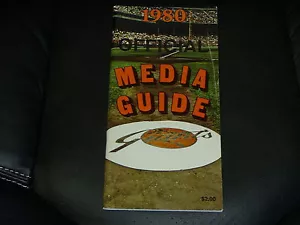 1980
OFFICIAL
MEDIA
GUIDE
Giants
$2.00